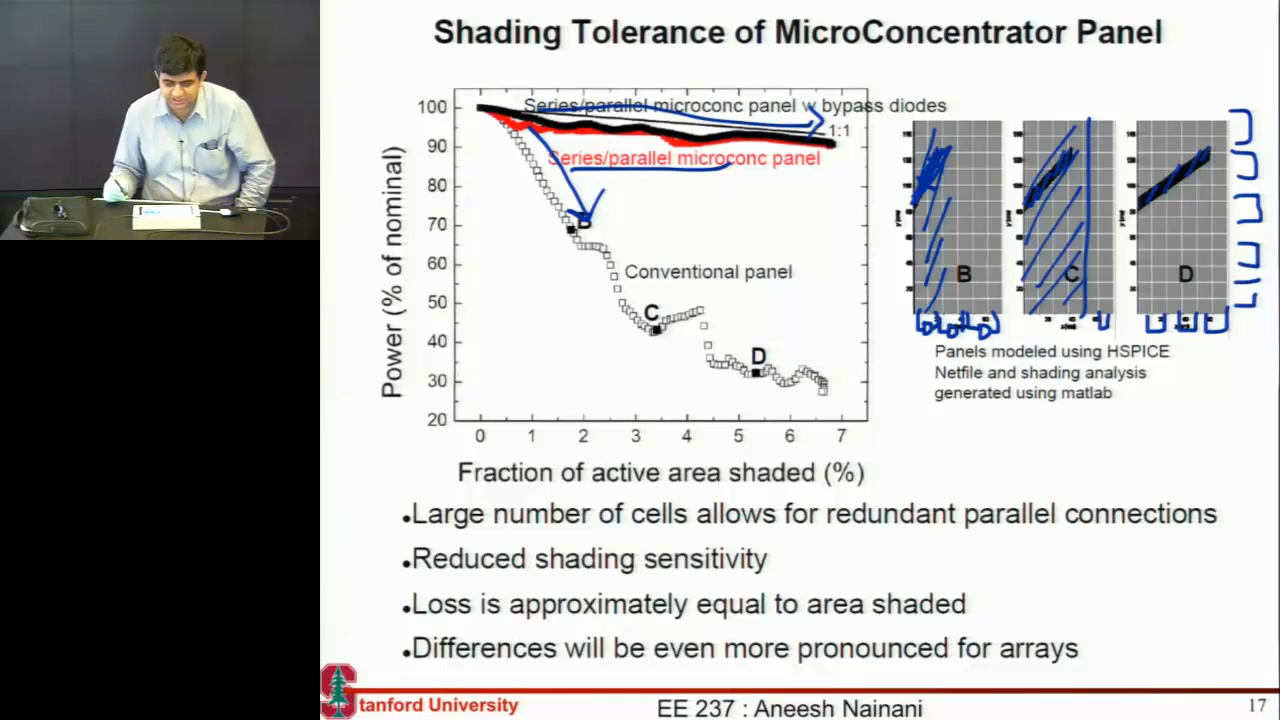 Shading Tolerance of MicroConcentrator Panel
Power (% of nominal)
100
90
80
70
60
50
40
30
20
0 1 2 3 4 5 6 7
Fraction of active area shaded (%)
Series/parallel microconc panel w bypass diodes
1:1
Series/parallel microconc panel
B
Conventional panel
C
D
B
C
D
Panels modeled using HSPICE
Netfile and shading analysis
generated using matlab
•Large number of cells allows for redundant parallel connections
•Reduced shading sensitivity
•Loss is approximately equal to area shaded
•Differences will be even more pronounced for arrays
Stanford University
EE 237 : Aneesh Nainani
17